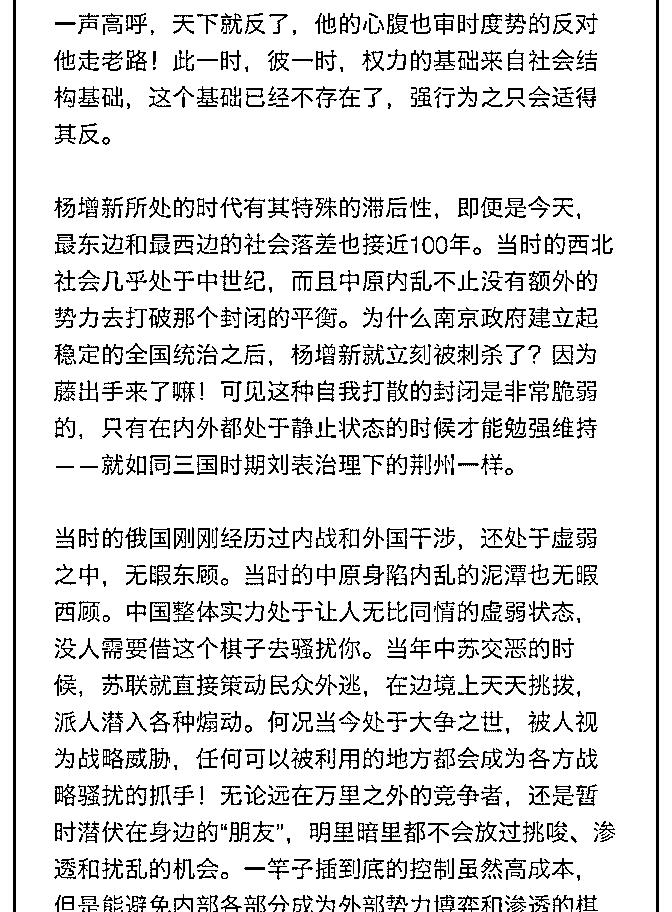 一声高呼，天下就反了，他的心腹也审时度势的反对
他走老路！此一时，彼一时，权力的基础来自社会结
构基础，这个基础已经不存在了，强行为之只会适得
其反。
杨增新所处的时代有其特殊的滞后性，即便是今天，
最东边和最西边的社会落差也接近100年。当时的西北
社会几乎处于中世纪，而且中原内乱不止没有额外的
势力去打破那个封闭的平衡。为什么南京政府建立起
稳定的全国统治之后，杨增新就立刻被刺杀了？因为
藤出手来了嘛！可见这种自我打散的封闭是非常脆弱
的，只有在内外都处于静止状态的时候才能勉强维持
——就如同三国时期刘表治理下的荆州一样。
当时的俄国刚刚经历过内战和外国干涉，还处于虚弱
之中，无暇东顾。当时的中原身陷内乱的泥潭也无暇
西顾。中国整体实力处于让人无比同情的虚弱状态，
没人需要借这个棋子去骚扰你。当年中苏交恶的时
候，苏联就直接策动民众外逃，在边境上天天挑拨，
派人潜入各种煽动。何况当今处于大争之世，被人视
为战略威胁，任何可以被利用的地方都会成为各方战
略骚扰的抓手！无论远在万里之外的竞争者，还是暂
时潜伏在身边的“朋友”，明里暗里都不会放过挑唆、渗
透和扰乱的机会。一竿子插到底的控制虽然高成本，
但是能避免内部各部分成为外部势力博弈和渗透的棋